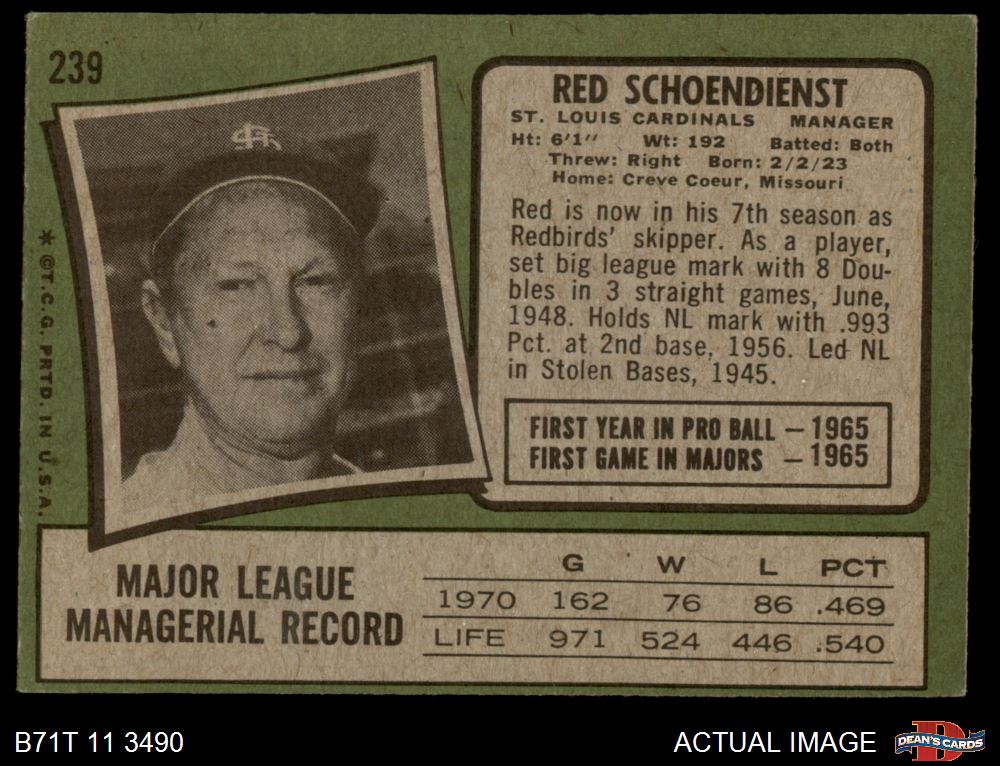 239
RED SCHOENDIENST
ST. LOUIS CARDINALS MANAGER
Ht: 6'1" Wt: 192 Batted: Both
Threw: Right Born: 2/2/23
Home: Creve Coeur, Missouri
Red is now in his 7th season as
Redbirds' skipper. As a player,
set big league mark with 8 Dou-
bles in 3 straight games, June,
1948. Holds NL mark with .993
Pct. at 2nd base, 1956. Led NL
in Stolen Bases, 1945.
FIRST YEAR IN PRO BALL — 1965
FIRST GAME IN MAJORS — 1965
* ©T.C.G. PRTD. IN U.S.A.
MAJOR LEAGUE
MANAGERIAL RECORD
G W L PCT
1970 162 76 86 .469
LIFE 971 524 446 .540
B71T 11 3490
ACTUAL IMAGE
DEAN'S CARDS